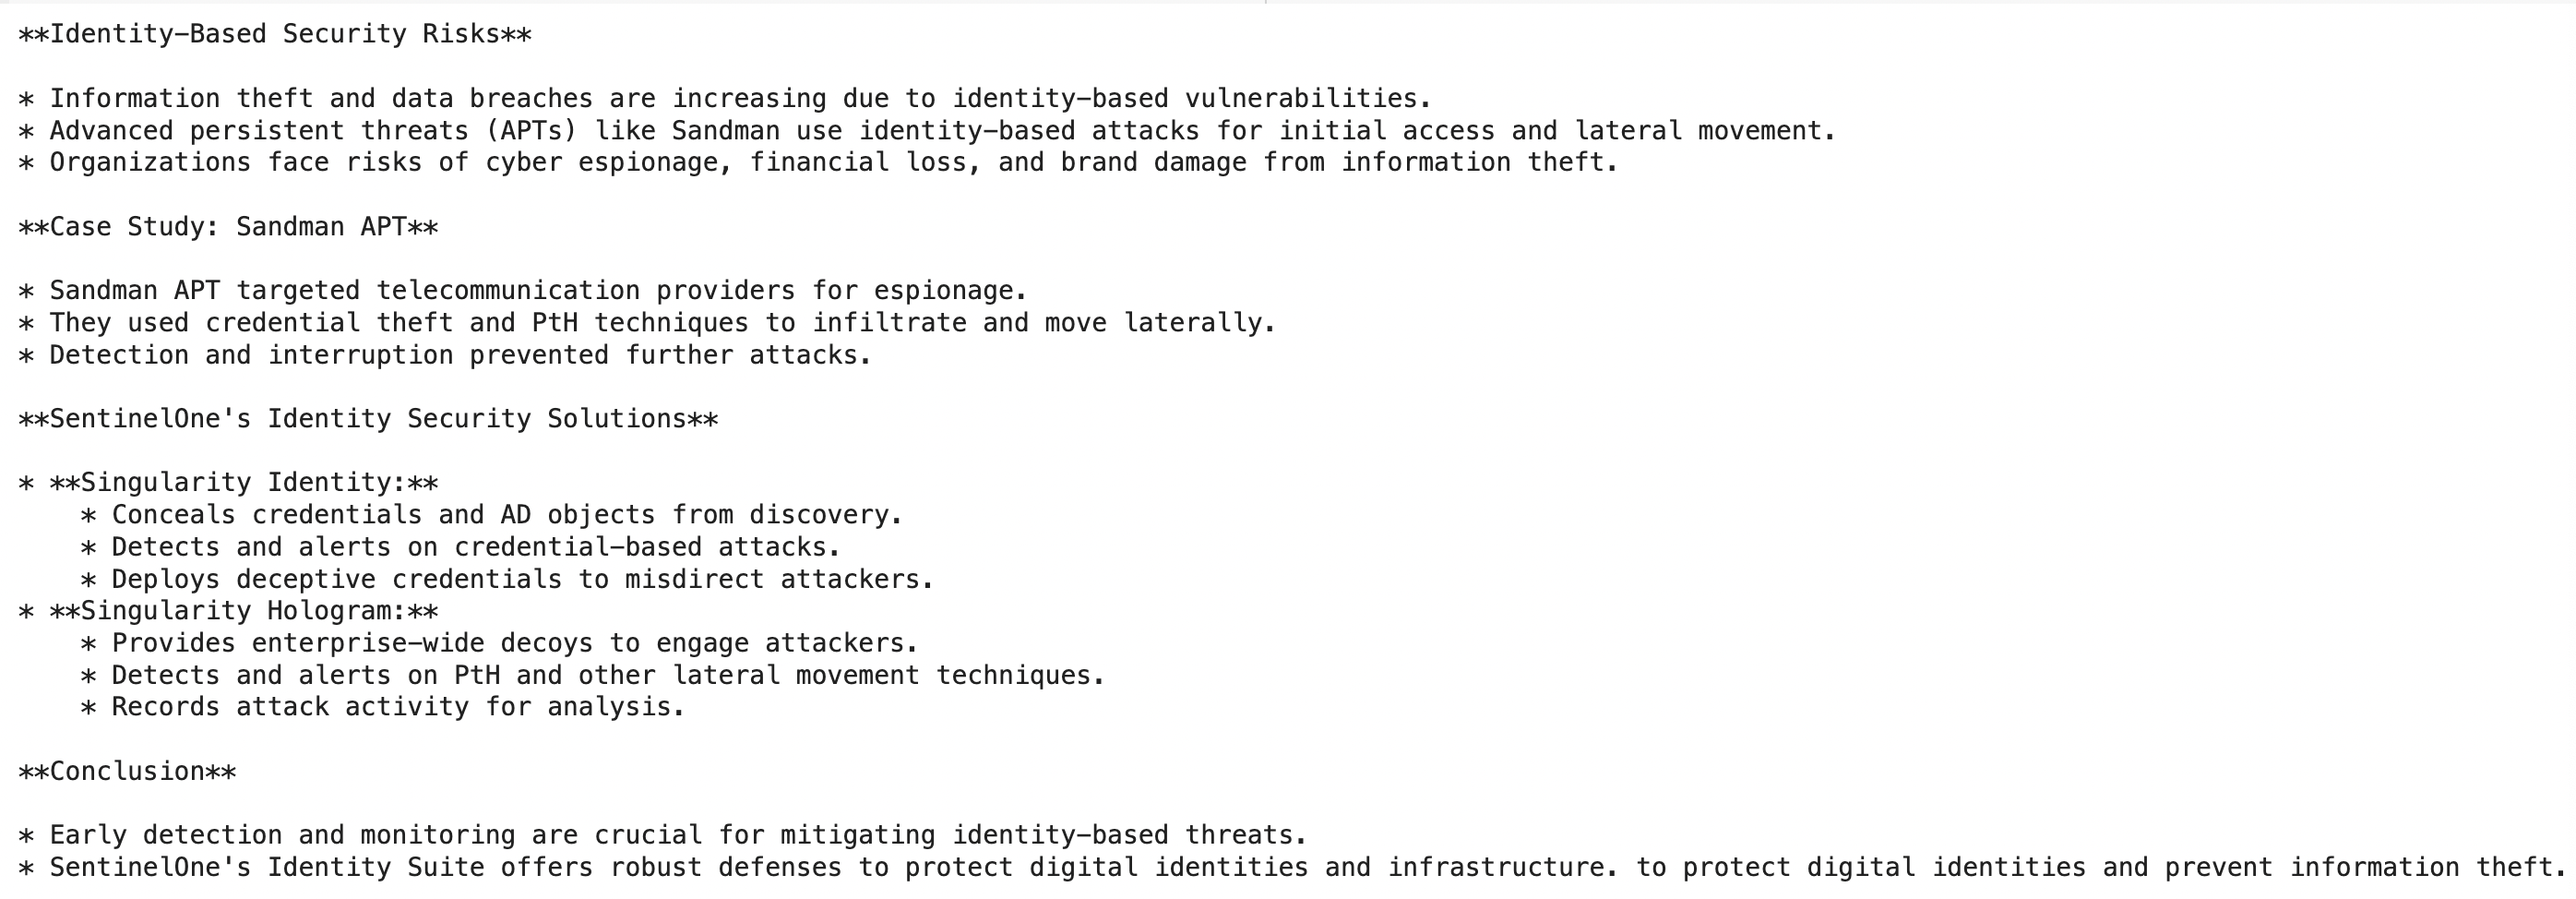 **Identity-Based Security Risks**
* Information theft and data breaches are increasing due to identity-based vulnerabilities.
* Advanced persistent threats (APTs) like Sandman use identity-based attacks for initial access and lateral movement.
* Organizations face risks of cyber espionage, financial loss, and brand damage from information theft.
**Case Study: Sandman APT**
* Sandman APT targeted telecommunication providers for espionage.
* They used credential theft and PtH techniques to infiltrate and move laterally.
* Detection and interruption prevented further attacks.
**SentinelOne's Identity Security Solutions**
* **Singularity Identity:**
    * Conceals credentials and AD objects from discovery.
    * Detects and alerts on credential-based attacks.
    * Deploys deceptive credentials to misdirect attackers.
* **Singularity Hologram:**
    * Provides enterprise-wide decoys to engage attackers.
    * Detects and alerts on PtH and other lateral movement techniques.
    * Records attack activity for analysis.
**Conclusion**
* Early detection and monitoring are crucial for mitigating identity-based threats.
* SentinelOne's Identity Suite offers robust defenses to protect digital identities and infrastructure. to protect digital identities and prevent information theft.